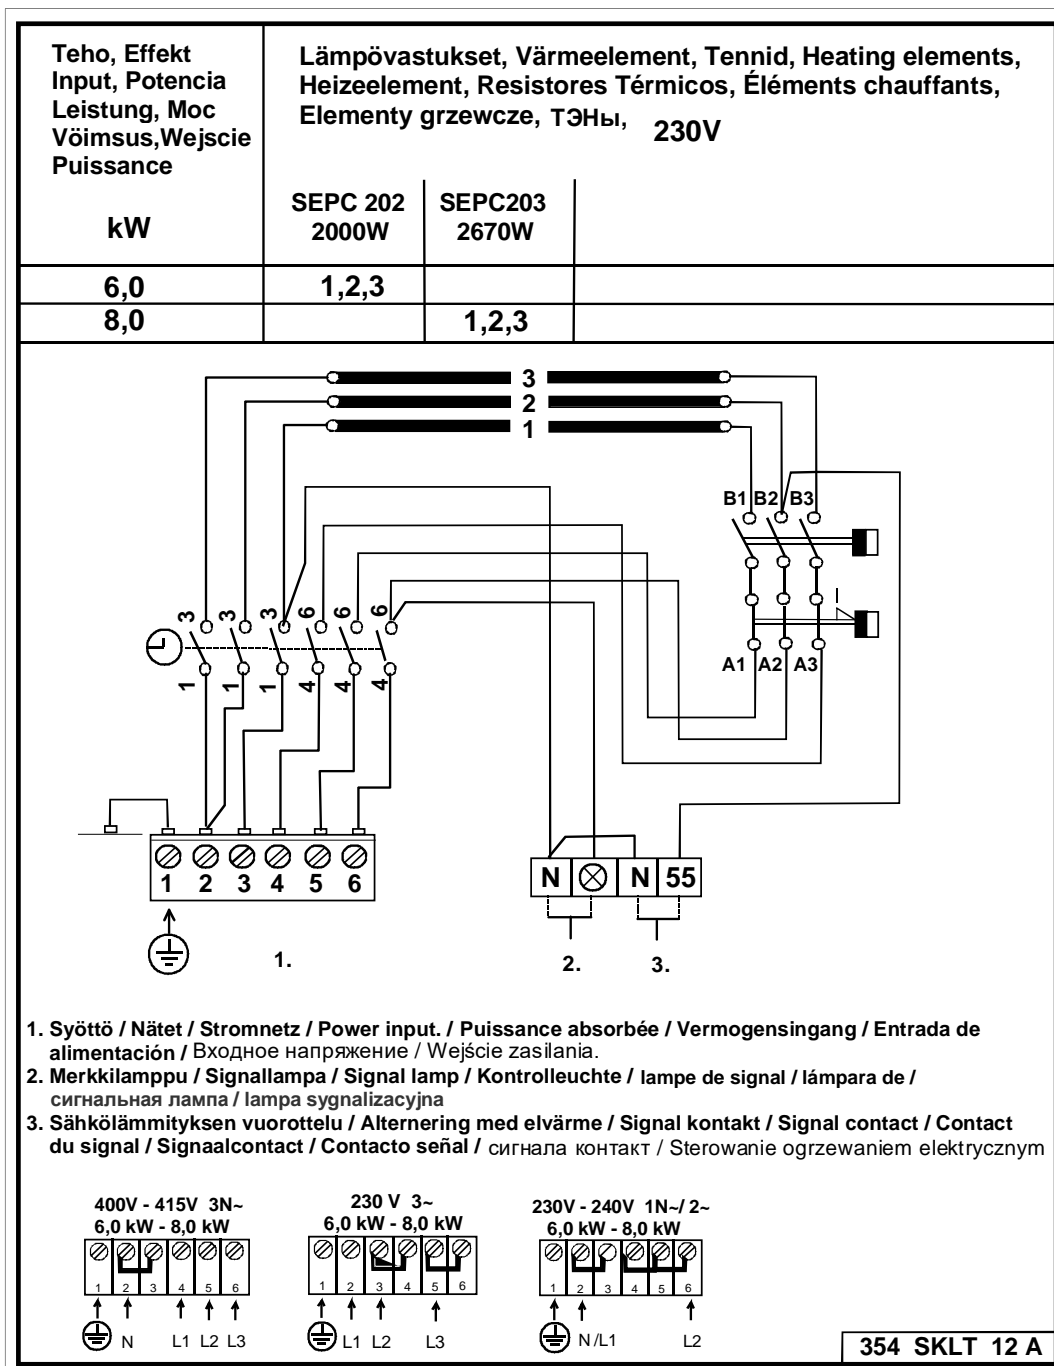 Teho, Effekt
Input, Potencia
Leistung, Moc
Vöimsus,Wejscie
Puissance
kW
Lämpövastukset, Värmeelement, Tennid, Heating elements,
Heizeelement, Resistores Térmicos, Éléments chauffants,
Elementy grzewcze, ТЭНы, 230V
SEPC 202
2000W
SEPC203
2670W
6,0 1,2,3
8,0 1,2,3
3
2
1
B1 B2 B3
3 3 3 6 6 6
1 1 1 4 4 4
A1 A2 A3
1 2 3 4 5 6
N N 55
1. 2. 3.
1. Syöttö / Nätet / Stromnetz / Power input. / Puissance absorbée / Vermogensingang / Entrada de
alimentación / Входное напряжение / Wejście zasilania.
2. Merkkilamppu / Signallampa / Signal lamp / Kontrolleuchte / lampe de signal / lámpara de /
сигнальная лампа / lampa sygnalizacyjna
3. Sähkölämmityksen vuorottelu / Alternering med elvärme / Signal kontakt / Signal contact / Contact
du signal / Signaalcontact / Contacto señal / сигнала контакт / Sterowanie ogrzewaniem elektrycznym
400V - 415V 3N~
6,0 kW - 8,0 kW
1 2 3 4 5 6
N L1 L2 L3
230 V 3~
6,0 kW - 8,0 kW
1 2 3 4 5 6
L1 L2 L3
230V - 240V 1N~/ 2~
6,0 kW - 8,0 kW
1 2 3 4 5 6
N /L1 L2
354 SKLT 12 A